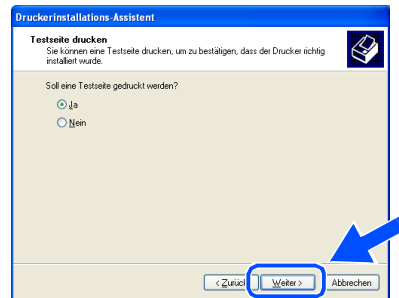 Druckerinstallations-Assistent
Testseite drucken
Sie können eine Testseite drucken, um zu bestätigen, dass der Drucker richtig
installiert wurde.
Soll eine Testseite gedruckt werden?
Ja
Nein
< Zurück Weiter > Abbrechen